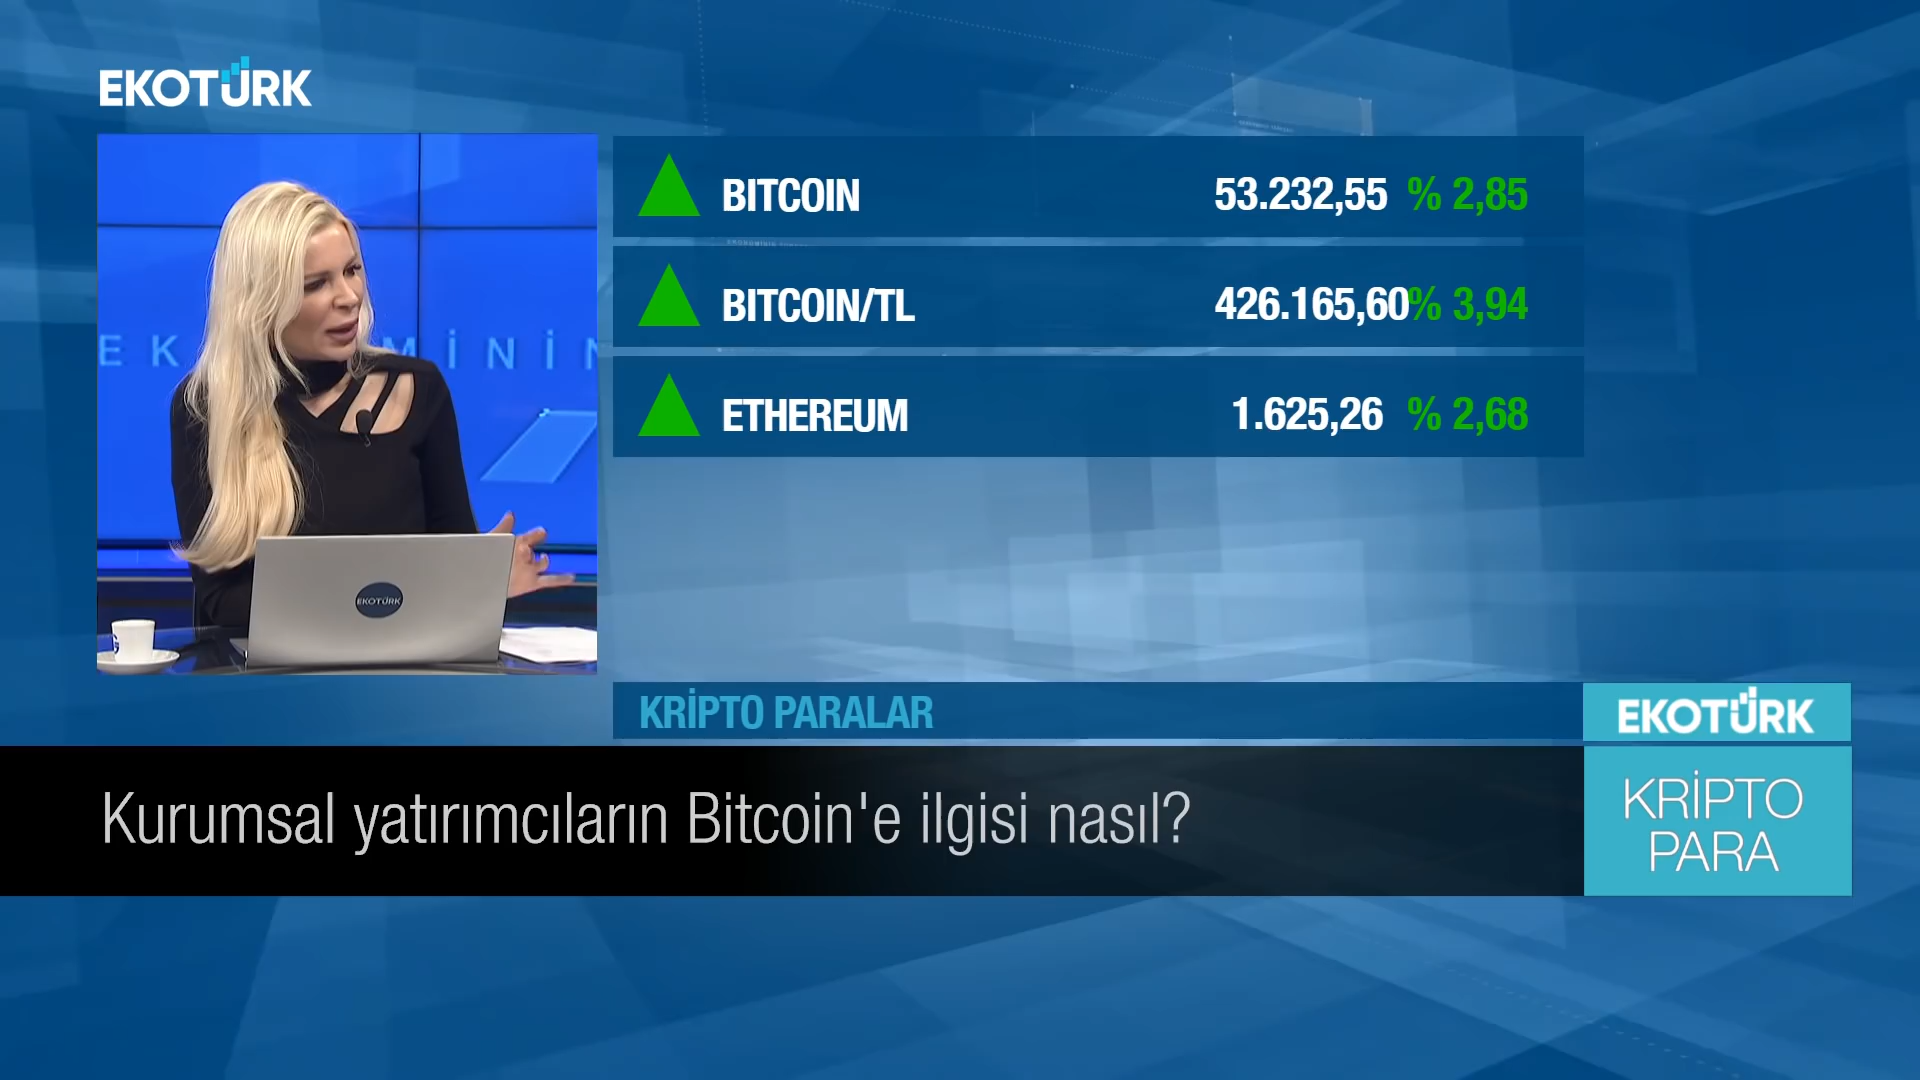 EKOTÜRK
BITCOIN 53.232,55 % 2,85
BITCOIN/TL 426.165,60 % 3,94
ETHEREUM 1.625,26 % 2,68
EKOTÜRK
KRİPTO PARALAR
EKOTÜRK
Kurumsal yatırımcıların Bitcoin'e ilgisi nasıl?
KRİPTO
PARA